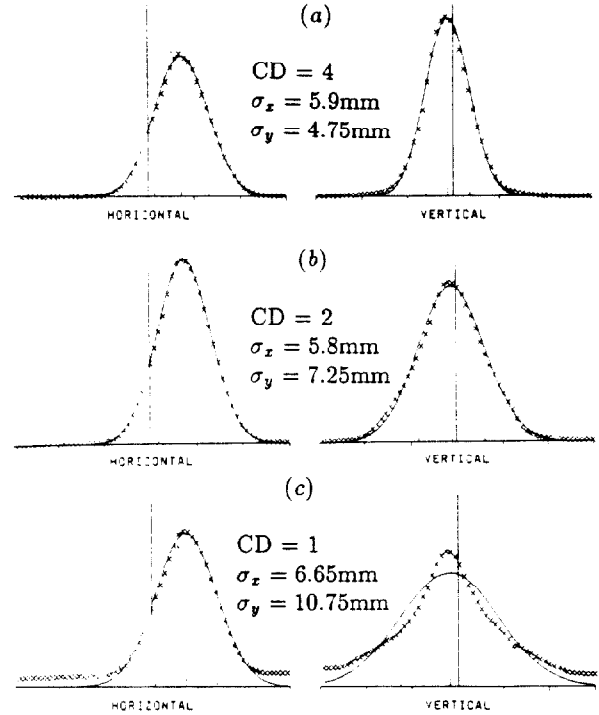 (a)
CD = 4
σx = 5.9mm
σy = 4.75mm
HORIZONTAL
VERTICAL
(b)
CD = 2
σx = 5.8mm
σy = 7.25mm
HORIZONTAL
VERTICAL
(c)
CD = 1
σx = 6.65mm
σy = 10.75mm
HORIZONTAL
VERTICAL